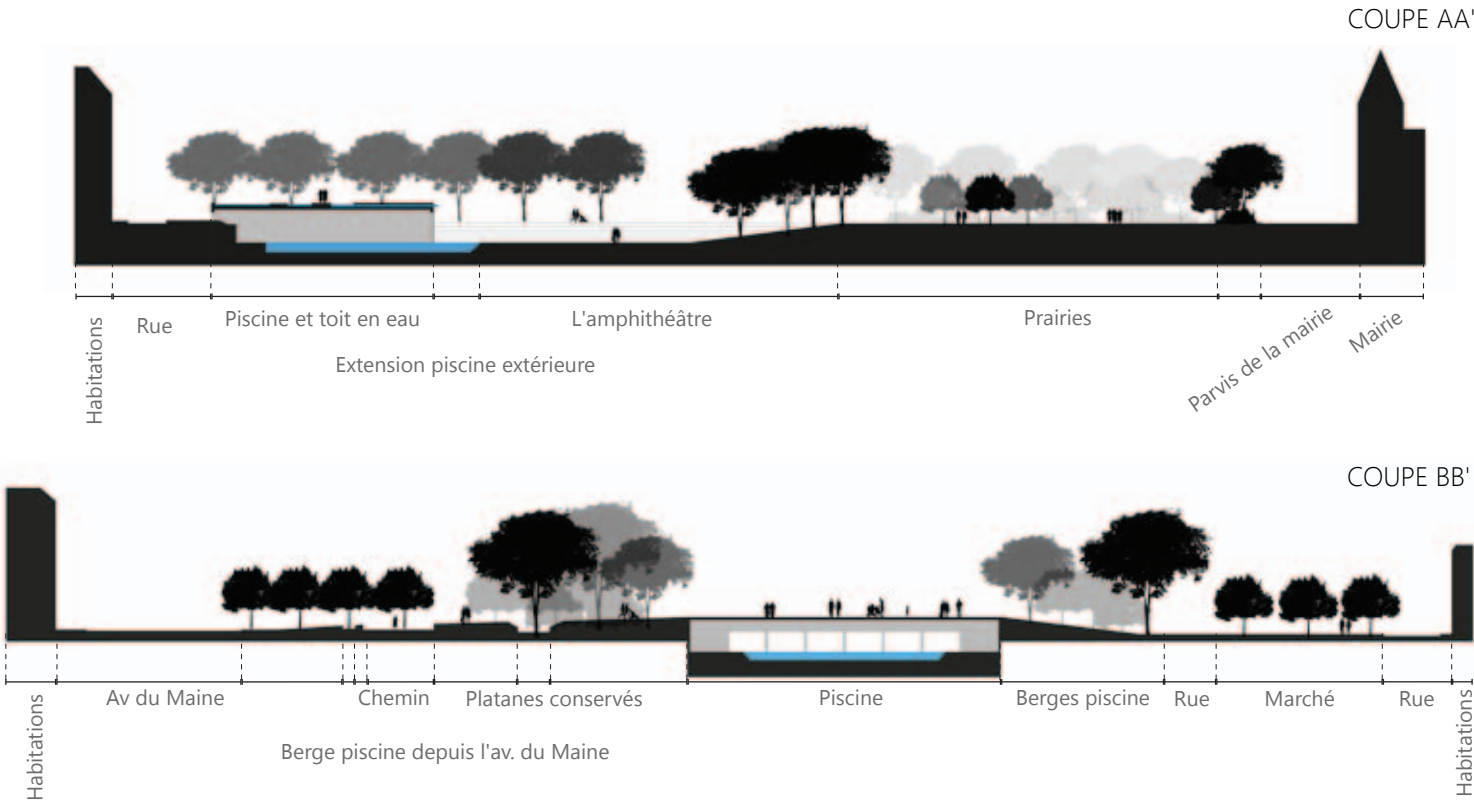 COUPE AA'
Habitations
Rue
Piscine et toit en eau
L'amphithéâtre
Prairies
Parvis de la mairie
Mairie
Extension piscine extérieure
COUPE BB'
Habitations
Av du Maine
Chemin
Platanes conservés
Piscine
Berges piscine
Rue
Marché
Rue
Habitations
Berge piscine depuis l'av. du Maine